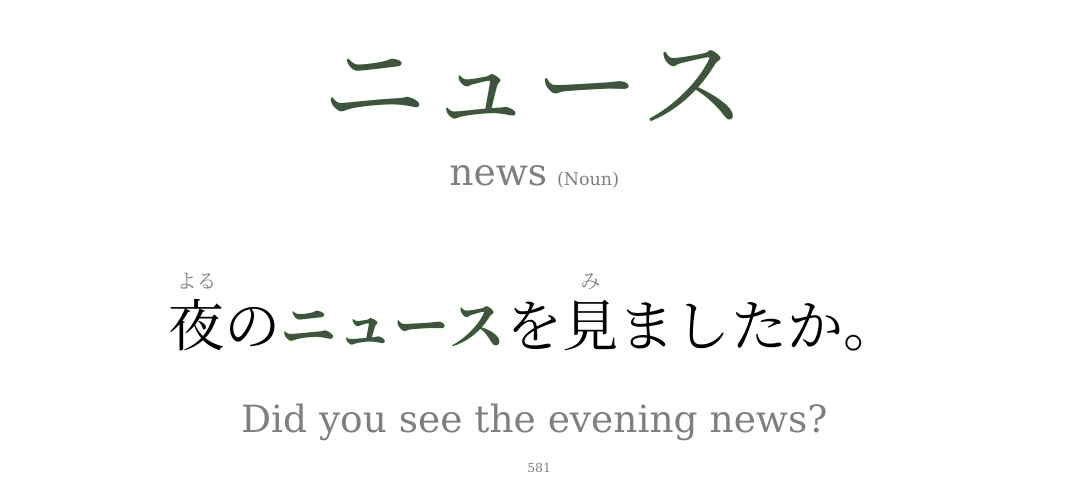 ニュース
news (Noun)
よる み
夜のニュースを見ましたか。
Did you see the evening news?
581